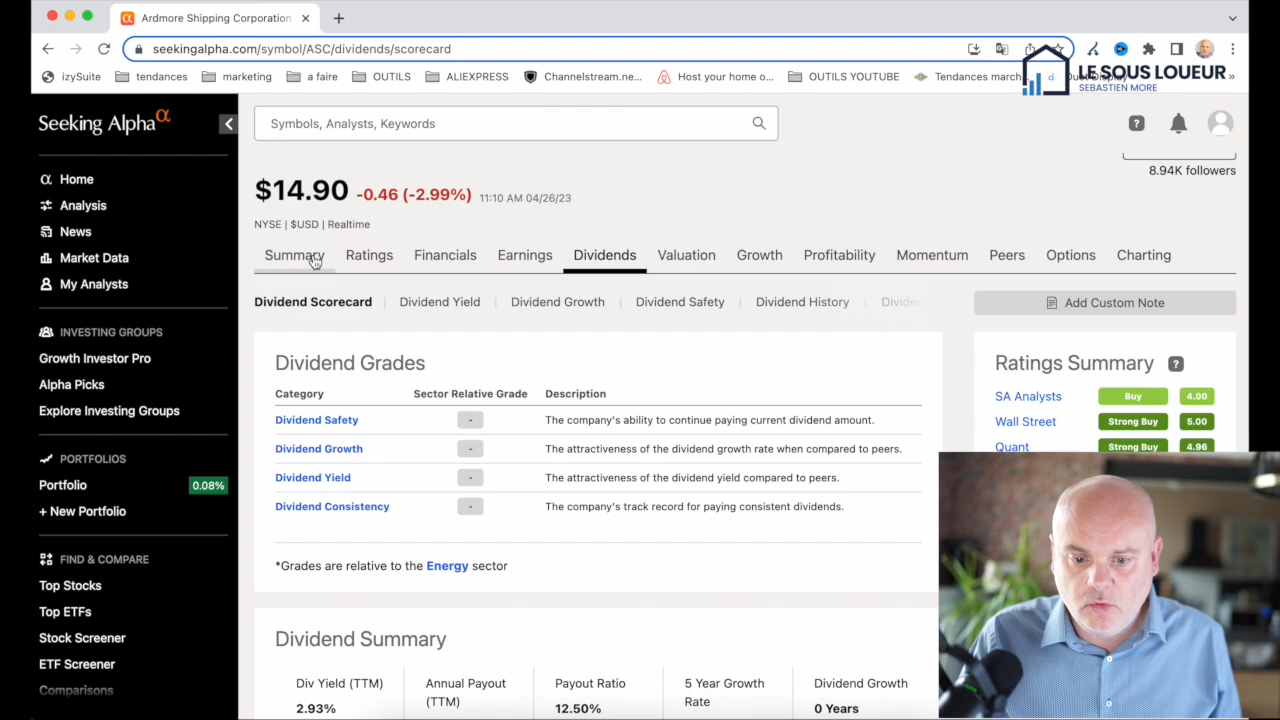 Ardmore Shipping Corporation
seekingalpha.com/symbol/ASC/dividends/scorecard
izySuite
tendances
marketing
a faire
OUTILS
ALIEXPRESS
Channelstream.ne...
Host your home o...
OUTILS YOUTUBE
Tendances march
LE SOUS LOUEUR
SEBASTIEN MORE
Seeking Alpha α
Symbols, Analysts, Keywords
8.94K followers
$14.90 -0.46 (-2.99%) 11:10 AM 04/26/23
NYSE | $USD | Realtime
Summary Ratings Financials Earnings Dividends Valuation Growth Profitability Momentum Peers Options Charting
Dividend Scorecard | Dividend Yield | Dividend Growth | Dividend Safety | Dividend History
Add Custom Note
Home
Analysis
News
Market Data
My Analysts
INVESTING GROUPS
Growth Investor Pro
Alpha Picks
Explore Investing Groups
PORTFOLIOS
Portfolio 0.08%
+ New Portfolio
FIND & COMPARE
Top Stocks
Top ETFs
Stock Screener
ETF Screener
Comparisons
Dividend Grades
Category Sector Relative Grade Description
Dividend Safety - The company's ability to continue paying current dividend amount.
Dividend Growth - The attractiveness of the dividend growth rate when compared to peers.
Dividend Yield - The attractiveness of the dividend yield compared to peers.
Dividend Consistency - The company's track record for paying consistent dividends.
*Grades are relative to the Energy sector
Ratings Summary ?
SA Analysts Buy 4.00
Wall Street Strong Buy 5.00
Quant Strong Buy 4.96
Dividend Summary
Div Yield (TTM)
2.93%
Annual Payout
(TTM)
Payout Ratio
12.50%
5 Year Growth
Rate
Dividend Growth
0 Years